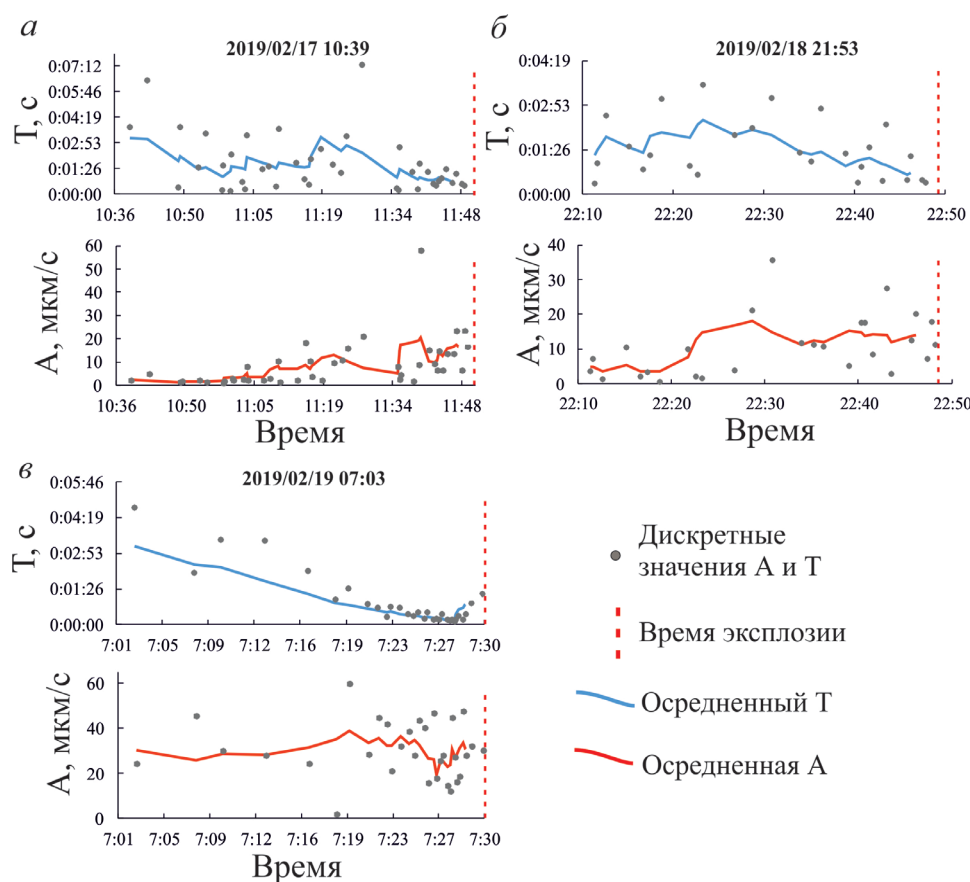 а
2019/02/17 10:39
Т, с
0:07:12
0:05:46
0:04:19
0:02:53
0:01:26
0:00:00
10:36 10:50 11:05 11:19 11:34 11:48
А, мкм/с
60
50
40
30
20
10
0
10:36 10:50 11:05 11:19 11:34 11:48
Время
б
2019/02/18 21:53
Т, с
0:04:19
0:02:53
0:01:26
0:00:00
22:10 22:20 22:30 22:40 22:50
А, мкм/с
40
30
20
10
0
22:10 22:20 22:30 22:40 22:50
Время
в
2019/02/19 07:03
Т, с
0:05:46
0:04:19
0:02:53
0:01:26
0:00:00
7:01 7:04 7:09 7:12 7:16 7:19 7:23 7:27 7:30
А, мкм/с
60
40
20
0
7:01 7:04 7:09 7:12 7:16 7:19 7:23 7:27 7:30
Время
Дискретные
значения А и Т
Время эксплозии
Осредненный Т
Осредненная А